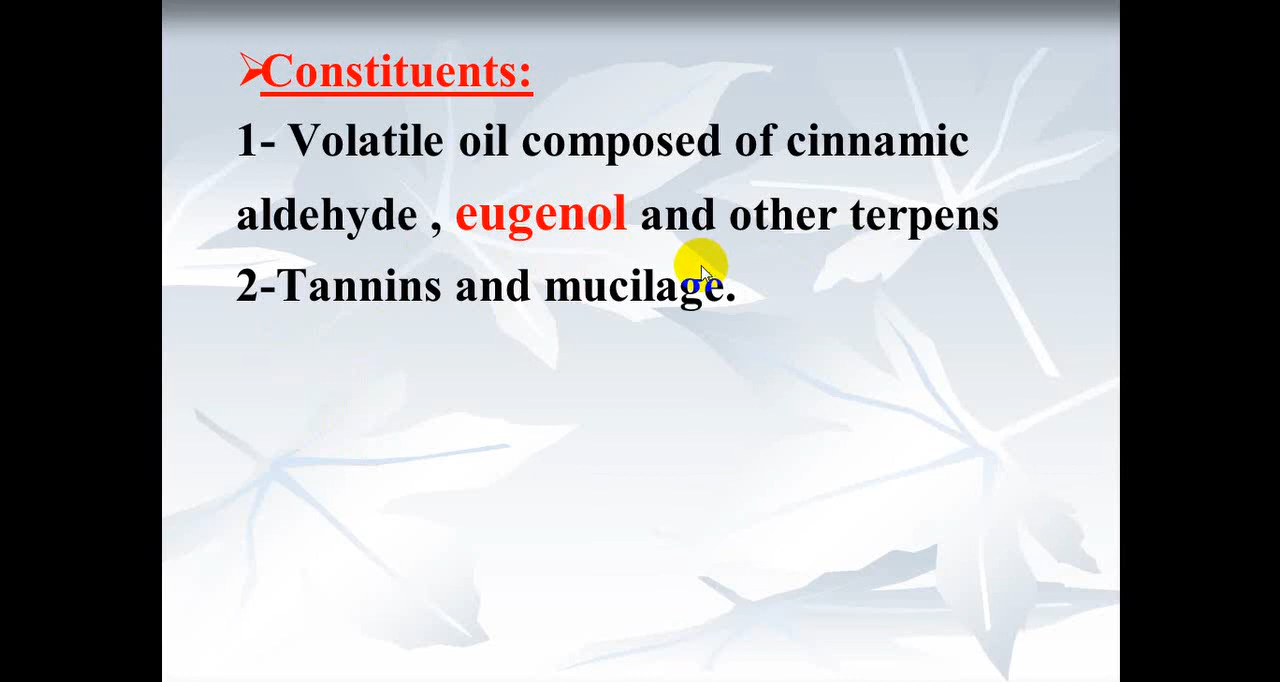 Constituents:
1- Volatile oil composed of cinnamic
aldehyde , eugenol and other terpens
2-Tannins and mucilage.